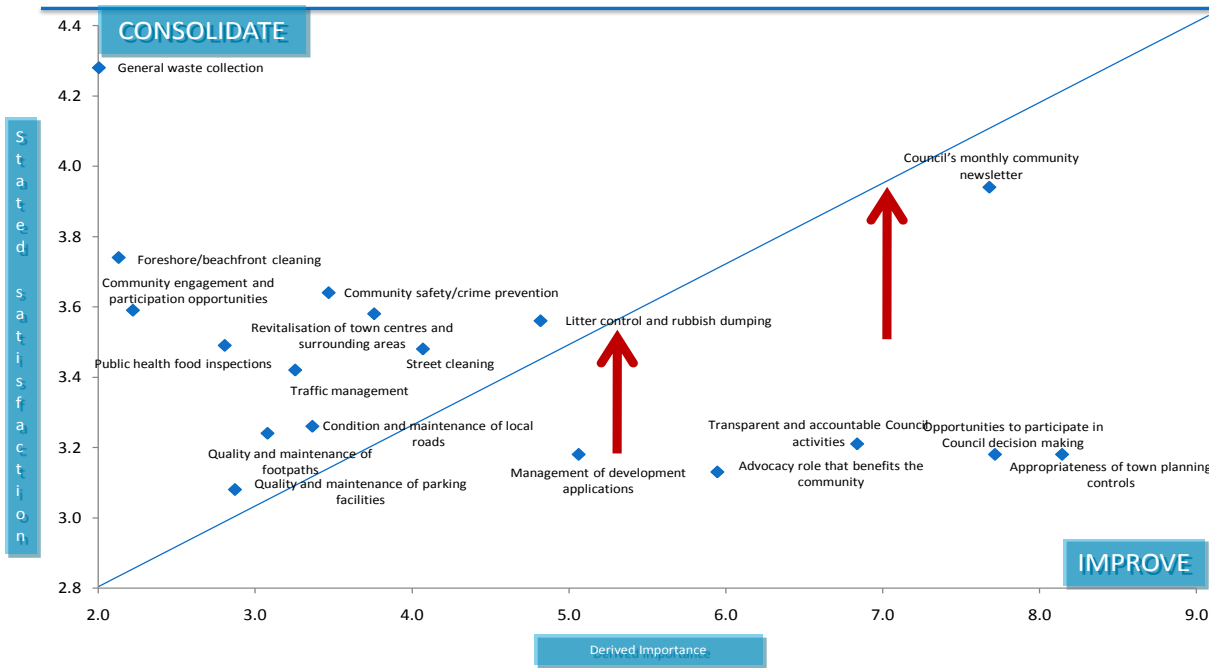 CONSOLIDATE
4.4
General waste collection
4.2
Council's monthly community
newsletter
4.0
3.8
Foreshore/beachfront cleaning
Community engagement and
participation opportunities
Community safety/crime prevention
3.6
Revitalisation of town centres and
surrounding areas
Litter control and rubbish dumping
Public health food inspections
Street cleaning
3.4
Traffic management
Condition and maintenance of local
roads
Quality and maintenance of
footpaths
Quality and maintenance of parking
facilities
3.2
Management of development
applications
Transparent and accountable Council
activities
Advocacy role that benefits the
community
Opportunities to participate in
Council decision making
Appropriateness of town planning
controls
3.0
IMPROVE
2.8
2.0 3.0 4.0 5.0 6.0 7.0 8.0 9.0
Stated satisfaction
Derived Importance